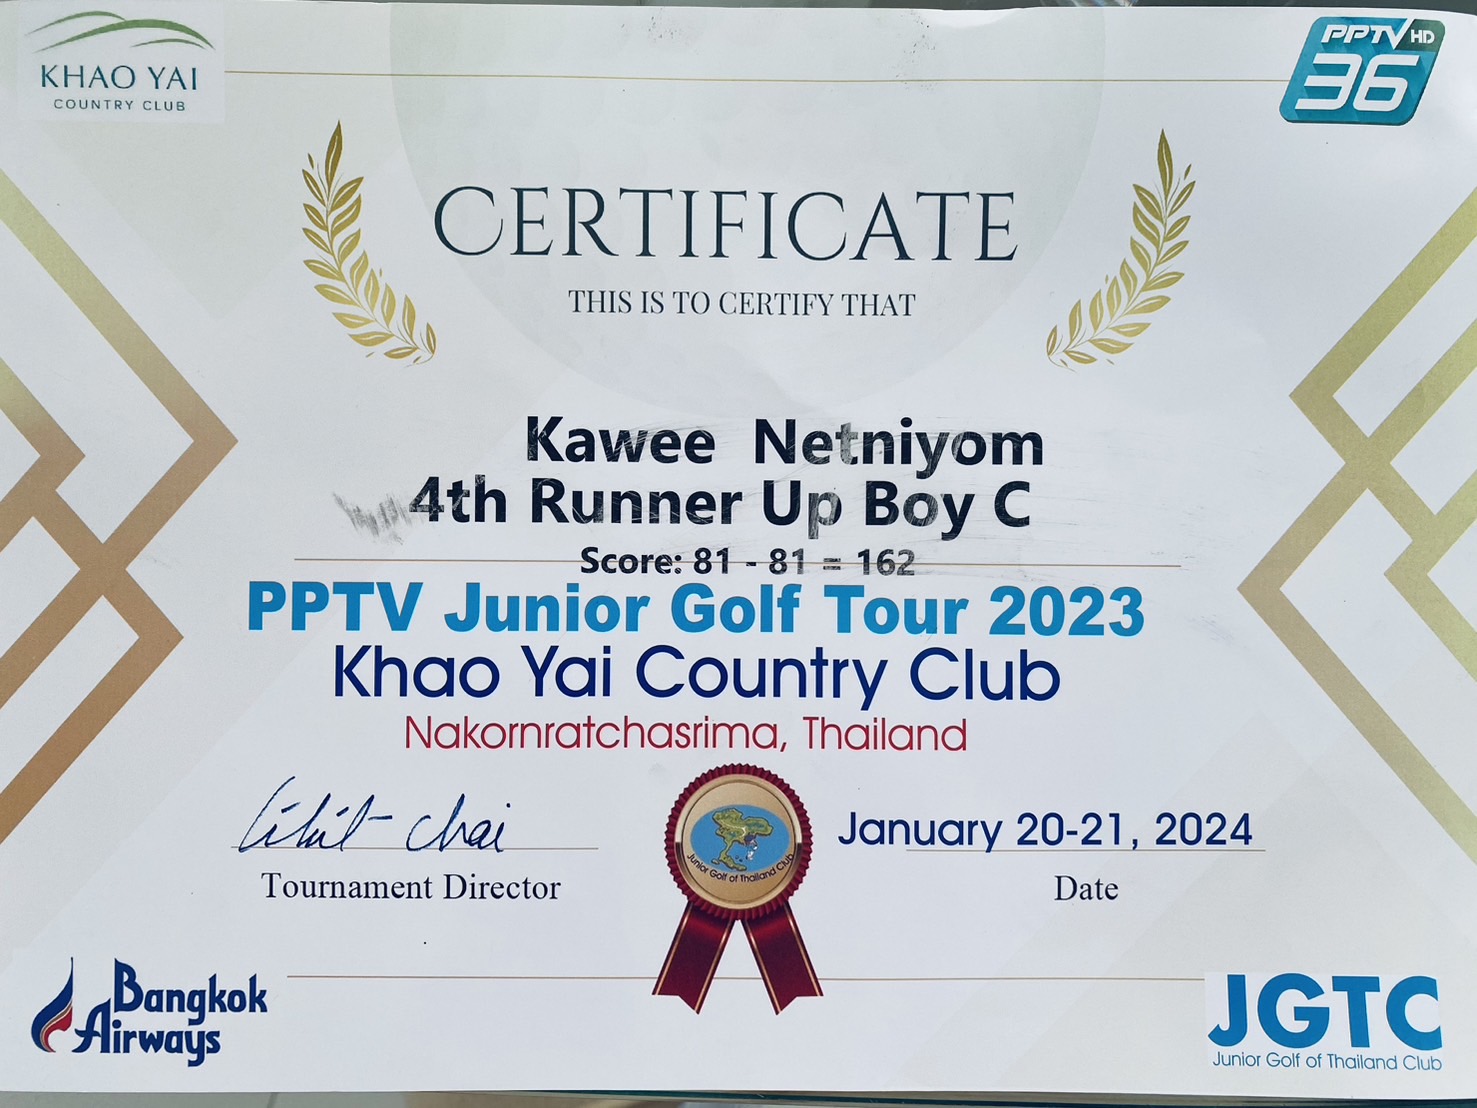 KHAO YAI
COUNTRY CLUB
PPTV HD
36
CERTIFICATE
THIS IS TO CERTIFY THAT
Kawee Netniyom
4th Runner Up Boy C
Score: 81 - 81 = 162
PPTV Junior Golf Tour 2023
Khao Yai Country Club
Nakornratchasrima, Thailand
January 20-21, 2024
Tournament Director
Date
Junior Golf of Thailand Club
Bangkok
Airways
JGTC
Junior Golf of Thailand Club